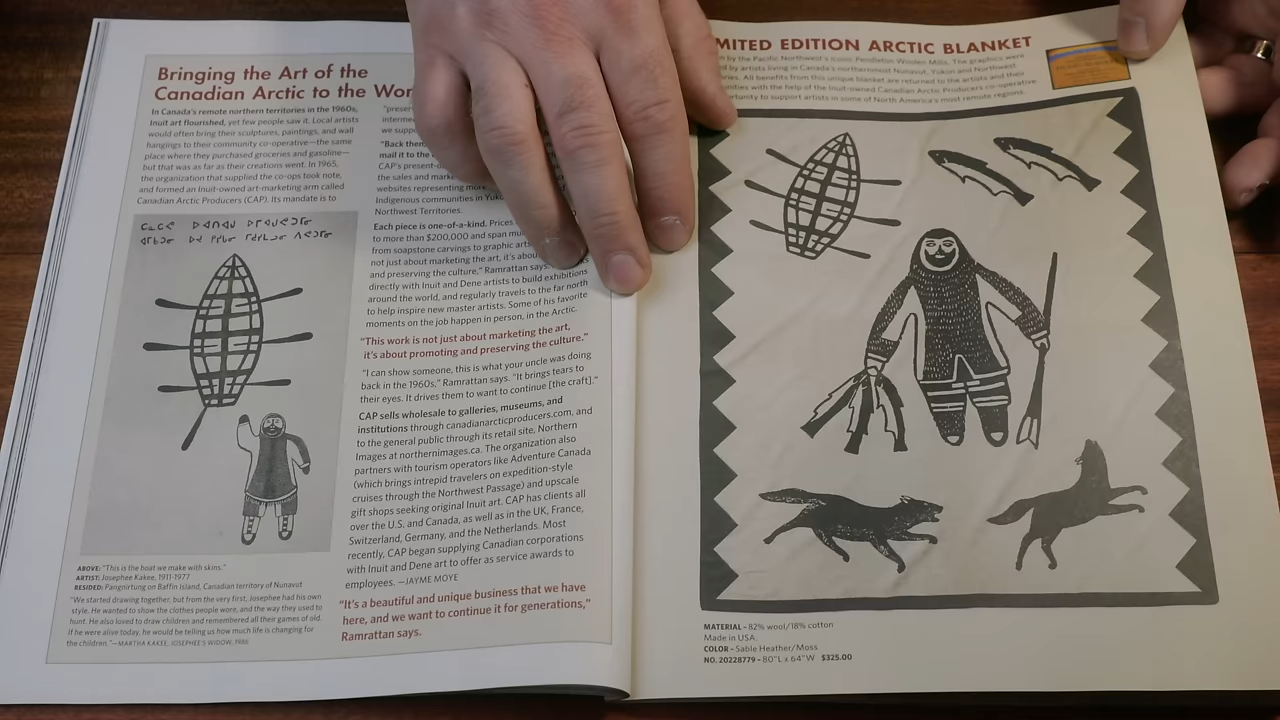 Bringing the Art of the
Canadian Arctic to the
In Canada's remote northern territories in the 1960s,
Inuit art flourished, yet few people saw it. Local artists
would often bring their sculptures, paintings, and wall
hangings to their community co-operative—the same
place where they purchased groceries and gasoline—
but that was as far as their creations went. In 1965,
the organization that supplied the co-ops took note,
and formed an Inuit-owned art-marketing arm called
Canadian Arctic Producers (CAP). Its mandate is to
ABOVE: "This is the boat we make with skins."
ARTIST: Josephee Kakee, 1911-1977
RESIDED: Pangnirtung on Baffin Island, Canadian territory of Nunavut
"We started drawing together, but from the very first, Josephee had his own
style. He wanted to show the clothes people wore, and the way they used to
hunt. He also loved to draw children and remembered all their games of old.
If he were alive today, he would be telling us how much life is changing for
the children."—MARTHA KAKEE, JOSEPHEE'S WIDOW, 1986
we
"Back
mail it to the
CAP's
the sales and
websites representing more
Indigenous communities in
Northwest Territories.
Each piece is one-of-a-kind. Prices
to more than $200,000 and span
from soapstone carvings to graphic
not just about marketing the art, it's
and preserving the culture," Ramrattan says.
directly with Inuit and Dene artists to build exhibitions
around the world, and regularly travels to the far north
to help inspire new master artists. Some of his favorite
moments on the job happen in person, in the Arctic.
"This work is not just about marketing the art,
it's about promoting and preserving the culture."
"I can show someone, this is what your uncle was doing
back in the 1960s," Ramrattan says. "It brings tears to
their eyes. It drives them to want to continue [the craft]."
CAP sells wholesale to galleries, museums, and
institutions through canadianarcticproducers.com, and
to the general public through its retail site, Northern
Images at northernimages.ca. The organization also
partners with tourism operators like Adventure Canada
(which brings intrepid travelers on expedition-style
cruises through the Northwest Passage) and upscale
gift shops seeking original Inuit art. CAP has clients all
over the U.S. and Canada, as well as in the UK, France,
Switzerland, Germany, and the Netherlands. Most
recently, CAP began supplying Canadian corporations
with Inuit and Dene art to offer as service awards to
employees. —JAYME MOYE
"It's a beautiful and unique business that we have
here, and we want to continue it for generations,"
Ramrattan says.
EDITION ARCTIC BLANKET
by the Pacific Northwest's iconic Pendleton Woolen Mills. The graphics were
by artists living in Canada's northernmost Nunavut, Yukon and Northwest
All benefits from this unique blanket are returned to the artists and their
with the help of the Inuit-owned Canadian Arctic Producers co-operative.
to support artists in some of North America's most remote regions.
MATERIAL – 82% wool/18% cotton
Made in USA.
COLOR – Sable Heather/Moss
NO. 20228779 – 80"L x 64"W $325.00